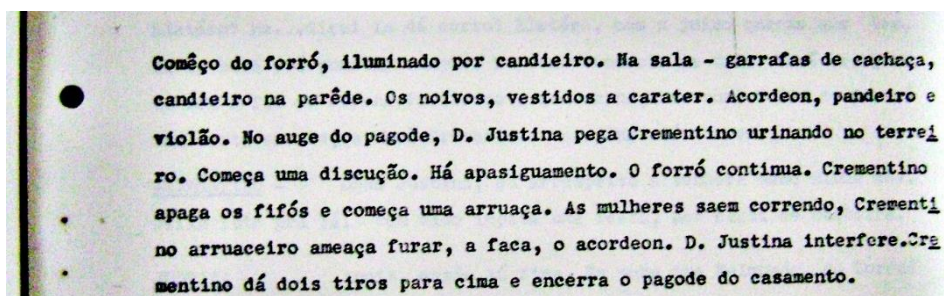 Comêço do forró, iluminado por candieiro. Na sala - garrafas de cachaça,
candieiro na parêde. Os noivos, vestidos a carater. Acordeon, pandeiro e
violão. No auge do pagode, D. Justina pega Crementino urinando no terrei
ro. Começa uma discução. Há apasiguamento. O forró continua. Crementino
apaga os fifós e começa uma arruaça. As mulheres saem correndo, Crementi
no arruaceiro ameaça furar, a faca, o acordeon. D. Justina interfere.Cre
mentino dá dois tiros para cima e encerra o pagode do casamento.